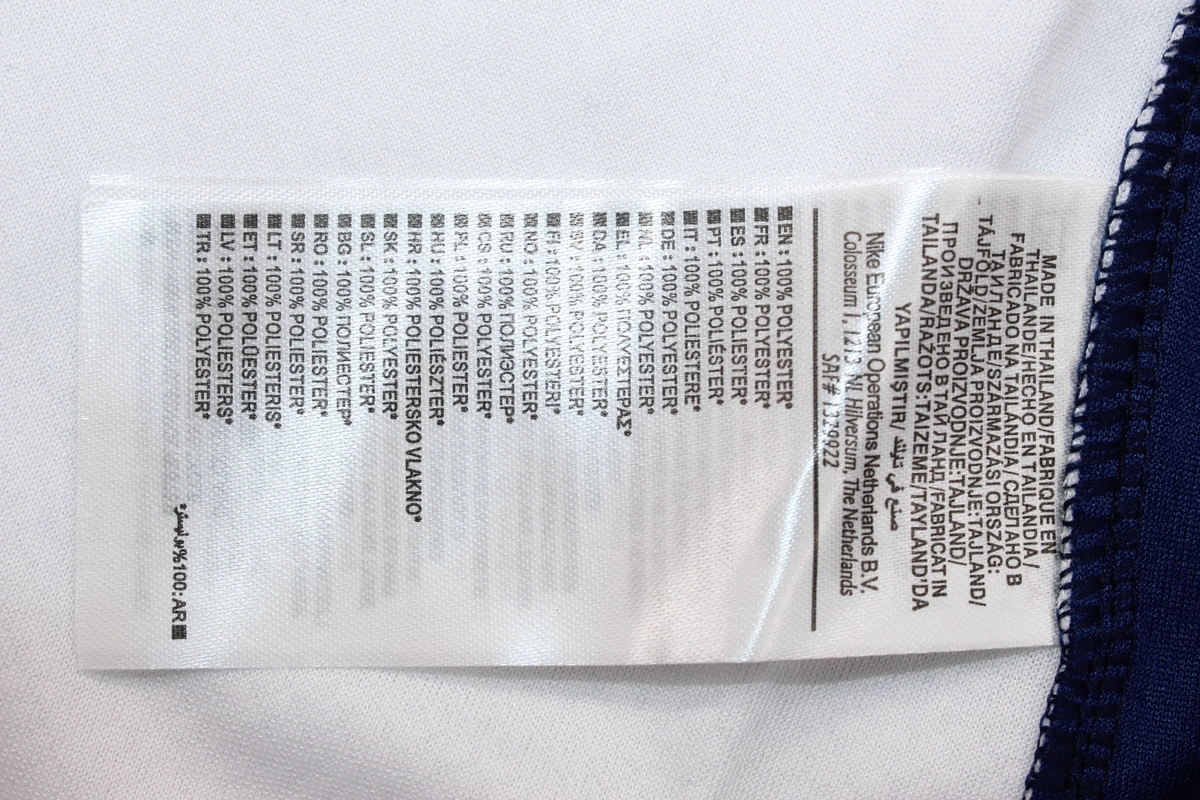 MADE IN THAILAND/FABRIQUE EN
THAILANDE/HECHO EN TAILANDIA /
FABRICADO NA TAILÂNDIA / СДЕЛАНО В
ТАИЛАНДЕ/SZÁRMAZÁSI ORSZÁG:
TÁJFÖLD/ZEMLJA PROIZVODNJE:TAJLAND/
DRŽAVA PROIZVODNJE:TAJLAND/
ПРОИЗВЕДЕНО В ТАЙЛАНД/FABRICAT IN
TAILANDA/RAŽOTS:TAIZEME/TAYLAND'DA
YAPILMIŞTIR/ صنع في
Nike European Operations Netherlands B.V.
Colosseum 1, 1213 NL Hilversum, The Netherlands
SAF# 1329922
EN : 100% POLYESTER*
FR : 100% POLYESTER*
ES : 100% POLIÉSTER*
PT : 100% POLIÉSTER*
IT : 100% POLIESTERE*
DE : 100% POLYESTER*
NL : 100% POLYESTER*
EL : 100% ΠΟΛΥΕΣΤΕΡΑΣ*
DA : 100% POLYESTER*
SV : 100% POLYESTER*
FI : 100% POLYESTERI*
NO : 100% POLYESTER*
RU : 100% ПОЛИЭСТЕР*
CS : 100% POLYESTER*
PL : 100% POLIESTER*
HU : 100% POLIÉSZTER*
HR : 100% POLIESTERSKO VLAKNO*
SK : 100% POLYESTER*
SL : 100% POLIESTER*
BG : 100% ПОЛИЕСТЕР*
RO : 100% POLIESTER*
SR : 100% POLIESTER*
LT : 100% POLIESTERIS*
ET : 100% POLÜESTER*
LV : 100% POLIESTERS*
TR : 100% POLYESTER*
AR :100% بوليستر*